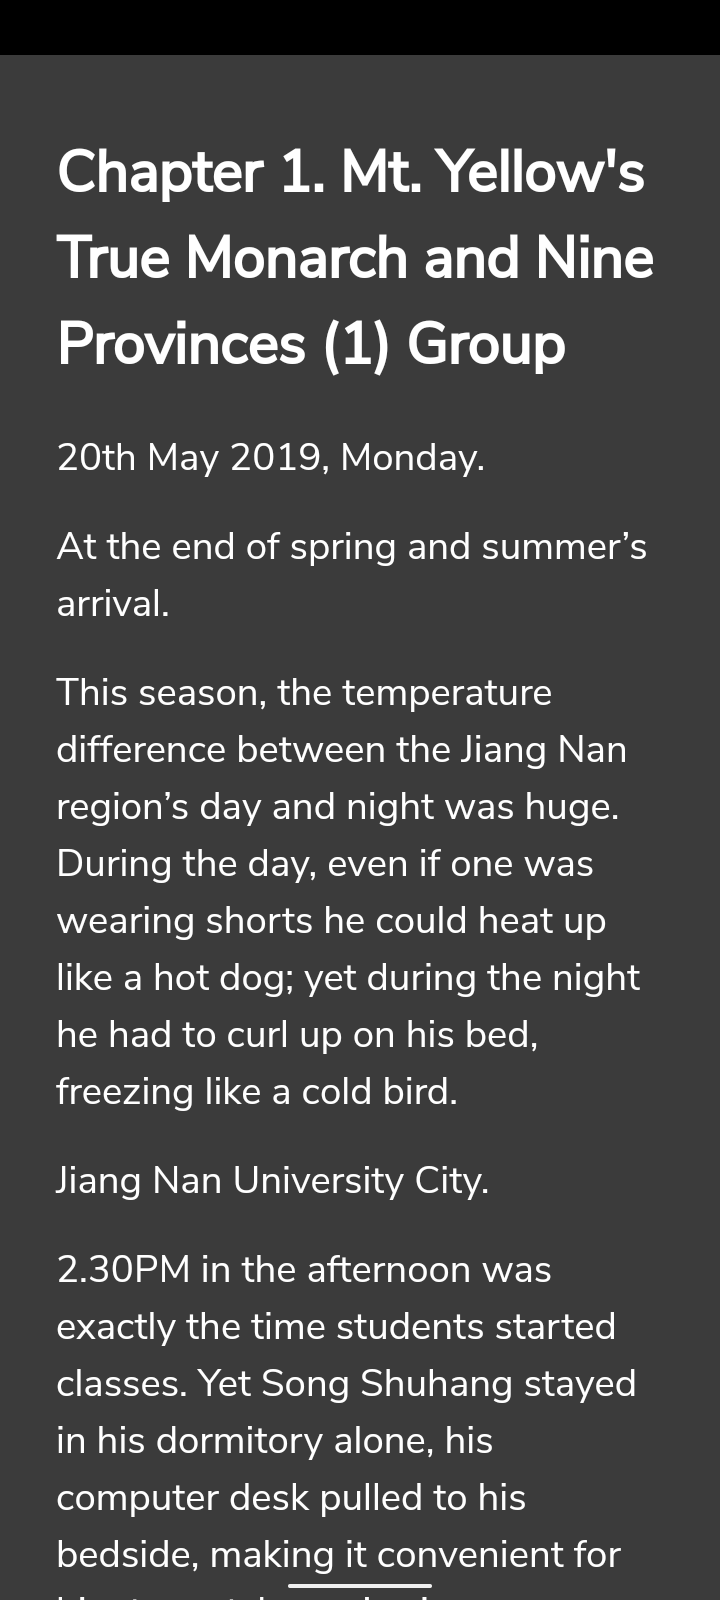 Chapter 1. Mt. Yellow's
True Monarch and Nine
Provinces (1) Group
20th May 2019, Monday.
At the end of spring and summer’s
arrival.
This season, the temperature
difference between the Jiang Nan
region’s day and night was huge.
During the day, even if one was
wearing shorts he could heat up
like a hot dog; yet during the night
he had to curl up on his bed,
freezing like a cold bird.
Jiang Nan University City.
2.30PM in the afternoon was
exactly the time students started
classes. Yet Song Shuhang stayed
in his dormitory alone, his
computer desk pulled to his
bedside, making it convenient for